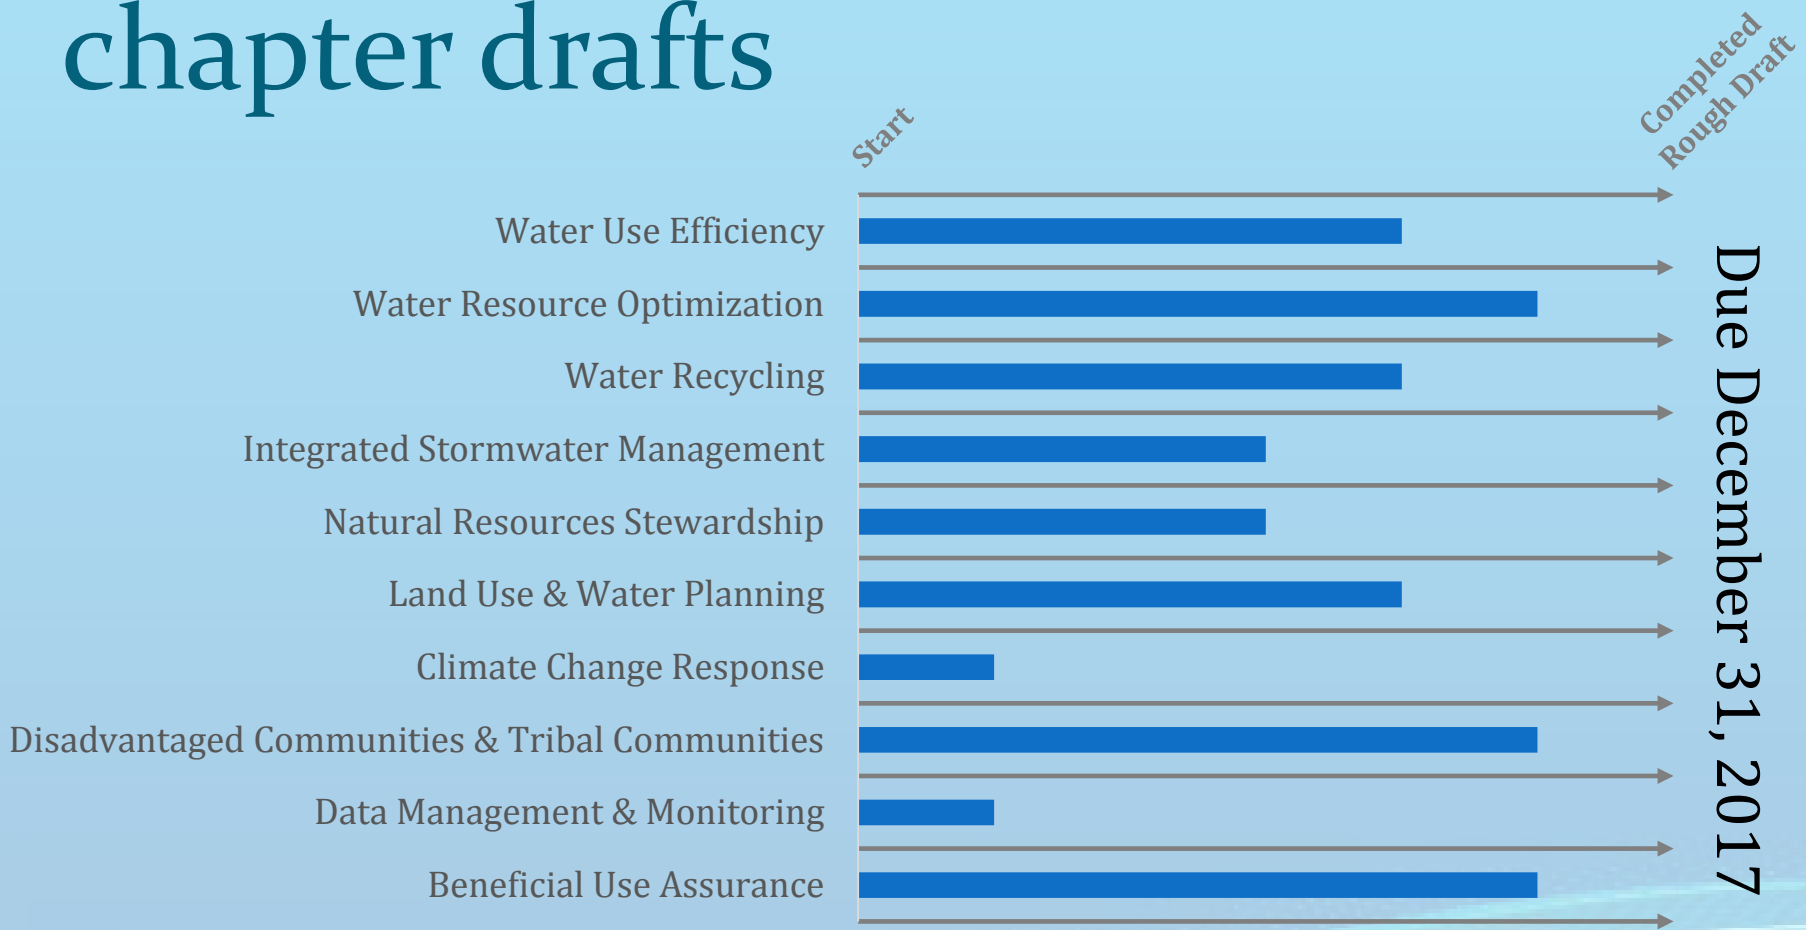 chapter drafts
Start
Completed
Rough Draft
Water Use Efficiency
Water Resource Optimization
Water Recycling
Integrated Stormwater Management
Natural Resources Stewardship
Land Use & Water Planning
Climate Change Response
Disadvantaged Communities & Tribal Communities
Data Management & Monitoring
Beneficial Use Assurance
Due December 31, 2017